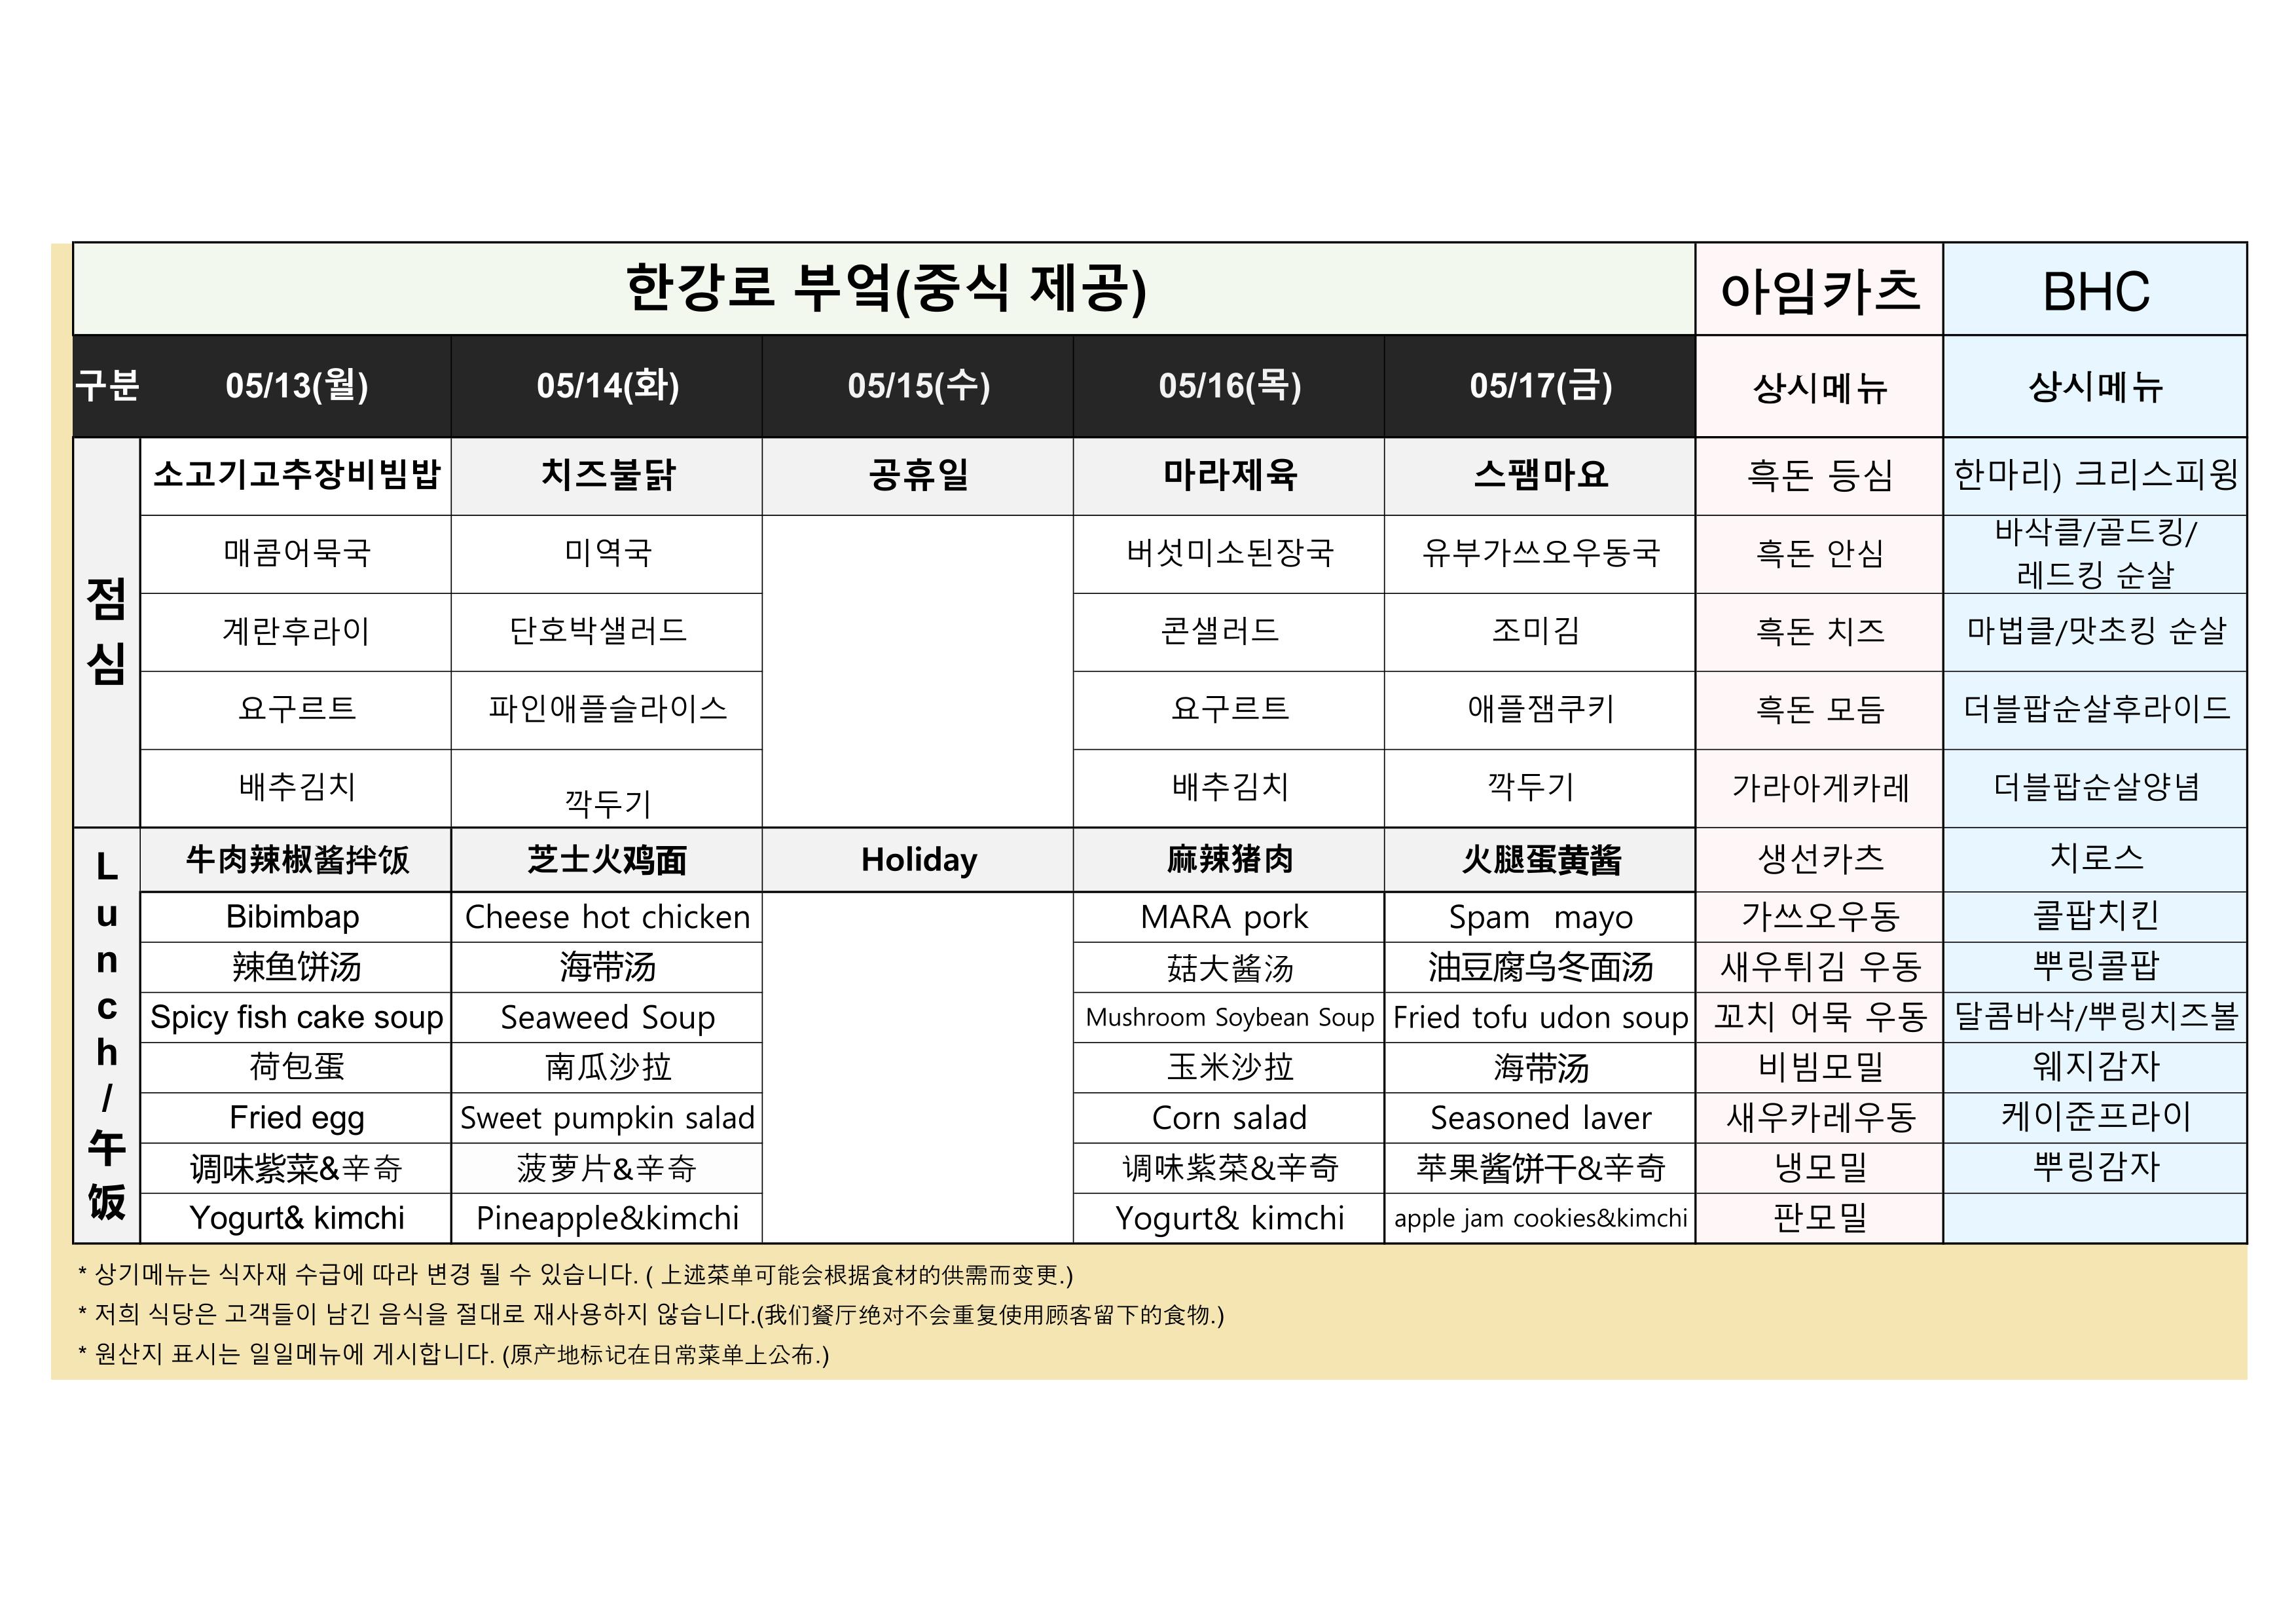 한강로 부엌(중식 제공) 아임카츠 BHC
구분 05/13(월) 05/14(화) 05/15(수) 05/16(목) 05/17(금) 상시메뉴 상시메뉴
점심
소고기고추장비빔밥 치즈불닭 공휴일 마라제육 스팸마요 흑돈 등심 한마리) 크리스피윙
매콤어묵국 미역국 버섯미소된장국 유부가쓰오우동국 흑돈 안심 바삭클/골드킹/
레드킹 순살
계란후라이 단호박샐러드 콘샐러드 조미김 흑돈 치즈 마법클/맛쵸킹 순살
요구르트 파인애플슬라이스 요구르트 애플잼쿠키 흑돈 모듬 더블팝순살후라이드
배추김치 깍두기 배추김치 깍두기 가라아게카레 더블팝순살양념
Lunch/午饭
牛肉辣椒酱拌饭 芝士火鸡面 Holiday 麻辣猪肉 火腿蛋黄酱 생선카츠 치로스
Bibimbap Cheese hot chicken MARA pork Spam mayo 가쓰오우동 콜팝치킨
辣鱼饼汤 海带汤 菇大酱汤 油豆腐乌冬面汤 새우튀김 우동 뿌링콜팝
Spicy fish cake soup Seaweed Soup Mushroom Soybean Soup Fried tofu udon soup 꼬치 어묵 우동 달콤바삭/뿌링치즈볼
荷包蛋 南瓜沙拉 玉米沙拉 海带汤 비빔모밀 웨지감자
Fried egg Sweet pumpkin salad Corn salad Seasoned laver 새우카레우동 케이준프라이
调味紫菜&辛奇 菠萝片&辛奇 调味紫菜&辛奇 苹果酱饼干&辛奇 냉모밀 뿌링감자
Yogurt& kimchi Pineapple&kimchi Yogurt& kimchi apple jam cookies&kimchi 판모밀
* 상기메뉴는 식자재 수급에 따라 변경 될 수 있습니다. ( 上述菜单可能会根据食材的供需而变更.)
* 저희 식당은 고객들이 남긴 음식을 절대로 재사용하지 않습니다.(我们餐厅绝对不会重复使用顾客留下的食物.)
* 원산지 표시는 일일메뉴에 게시합니다. (原产地标记在日常菜单上公布.)